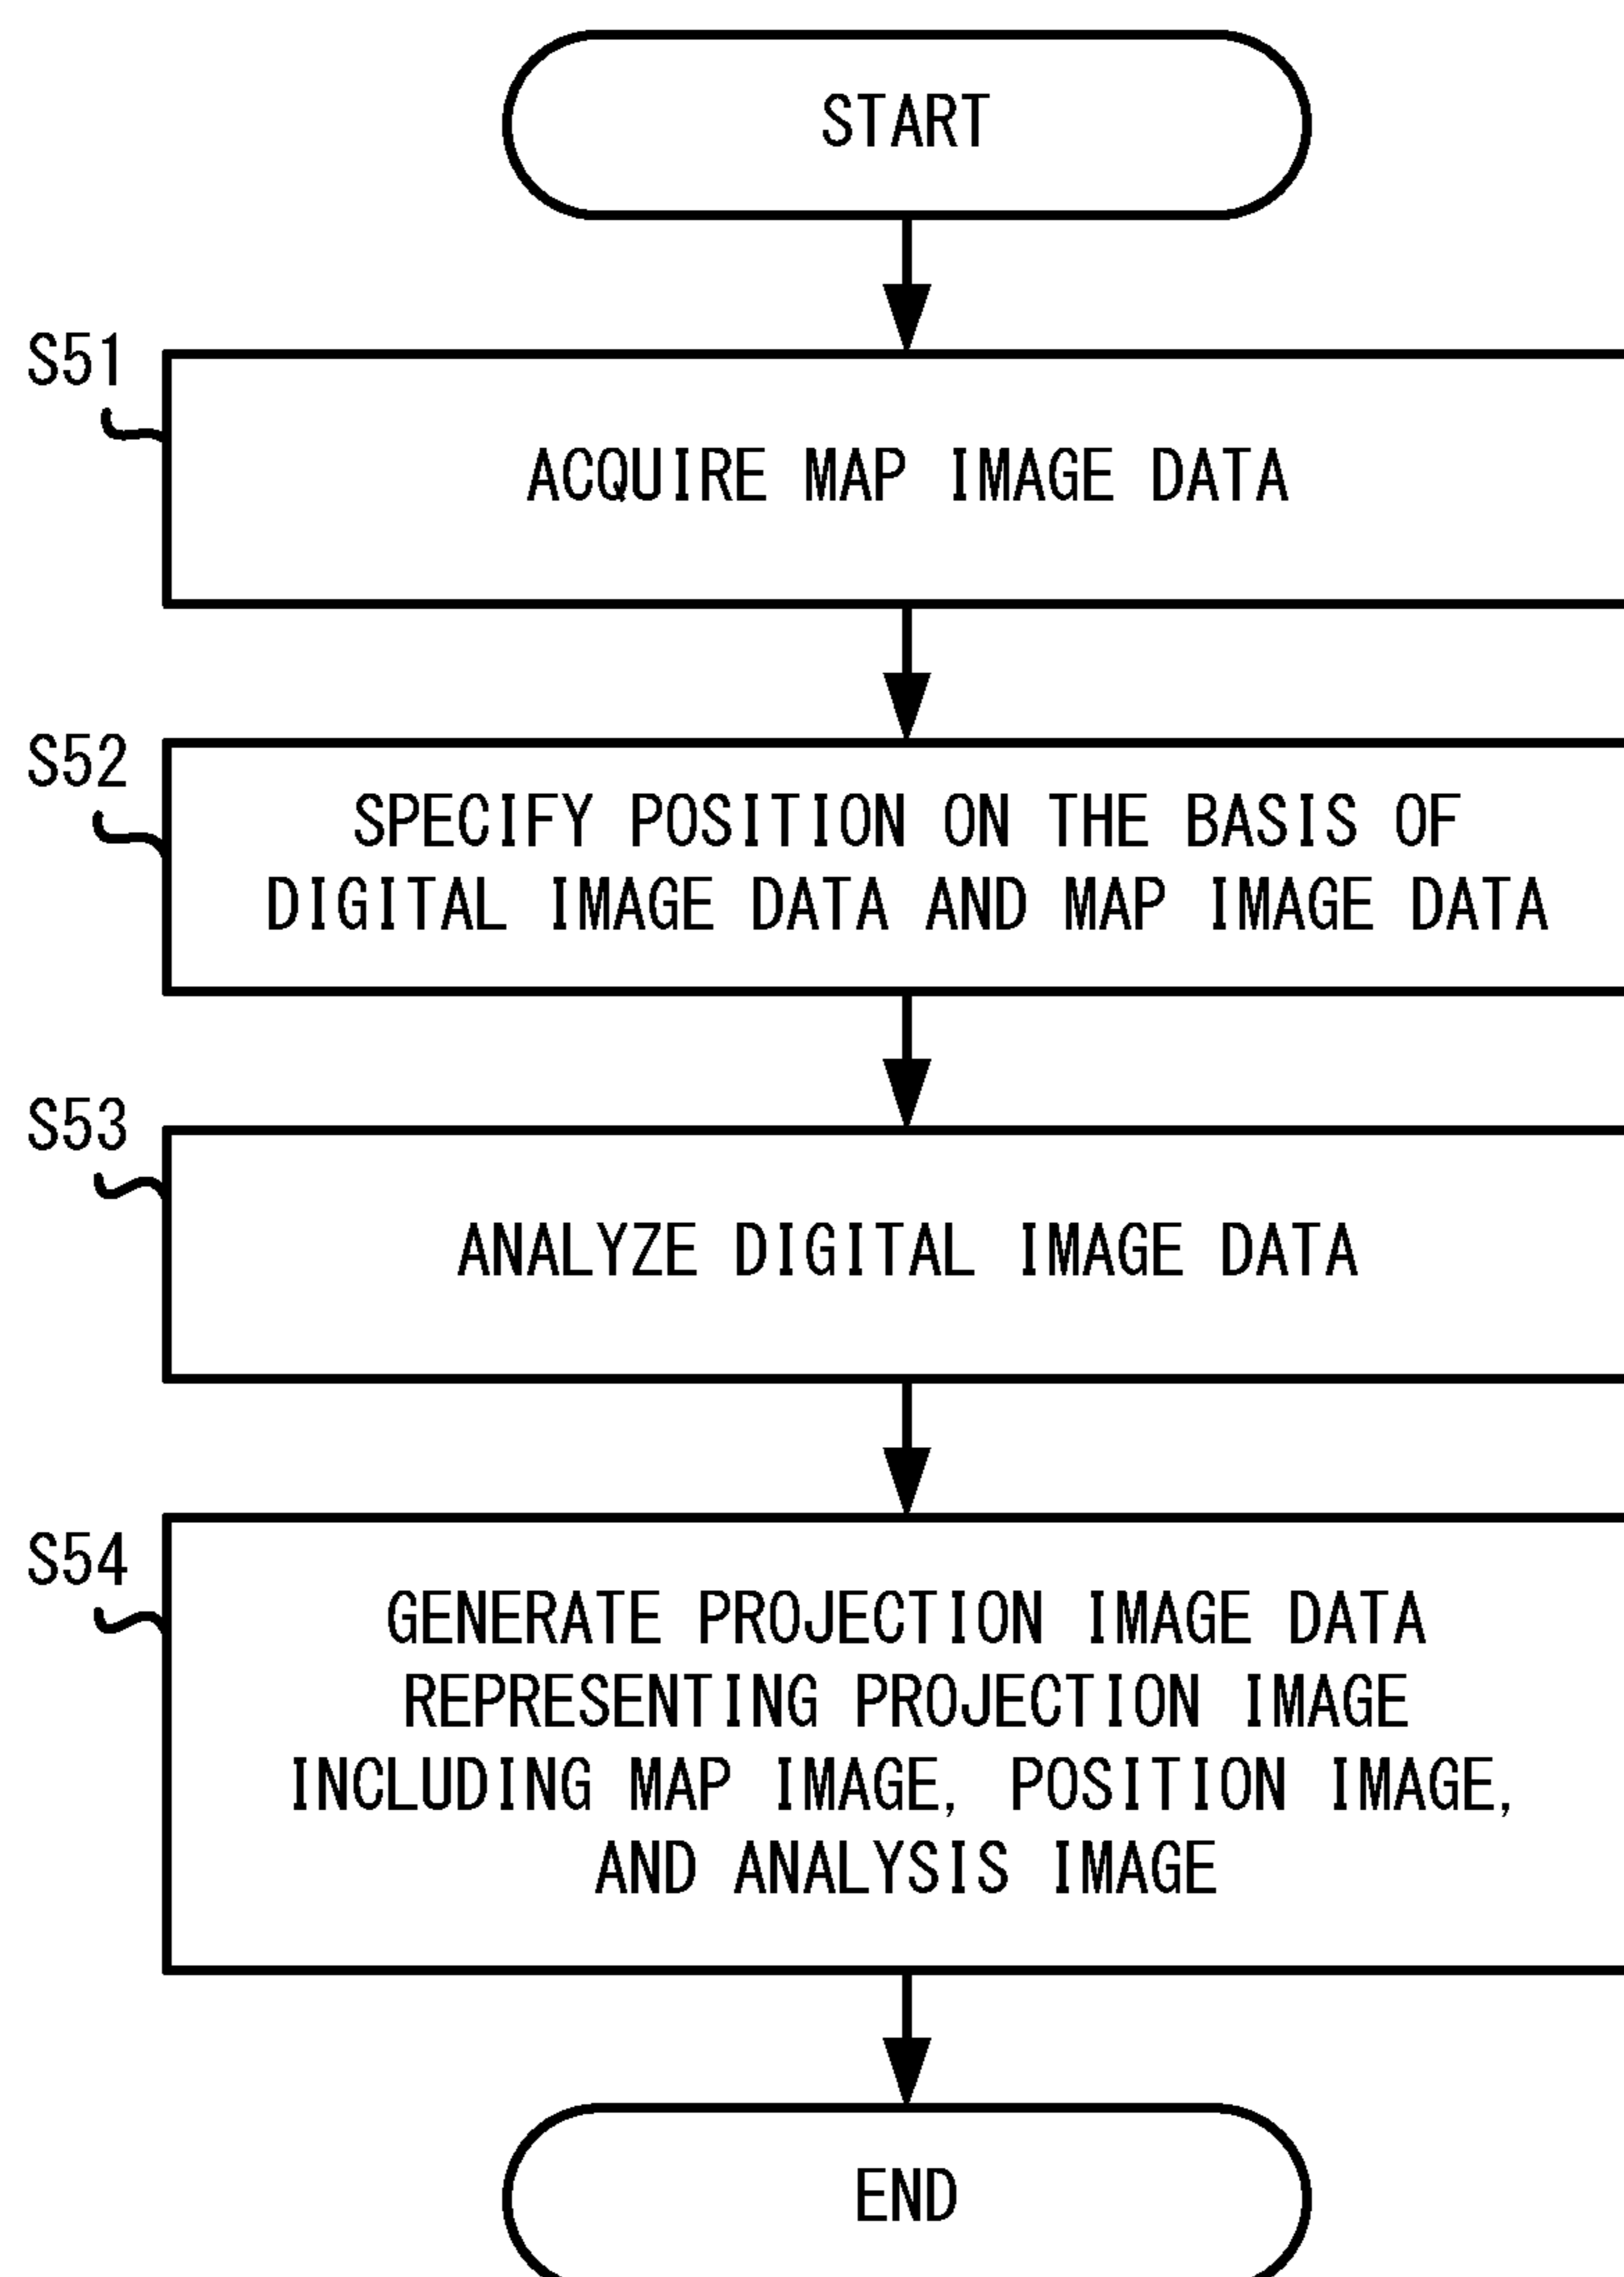 START
S51
ACQUIRE MAP IMAGE DATA
S52
SPECIFY POSITION ON THE BASIS OF
DIGITAL IMAGE DATA AND MAP IMAGE DATA
S53
ANALYZE DIGITAL IMAGE DATA
S54
GENERATE PROJECTION IMAGE DATA
REPRESENTING PROJECTION IMAGE
INCLUDING MAP IMAGE, POSITION IMAGE,
AND ANALYSIS IMAGE
END